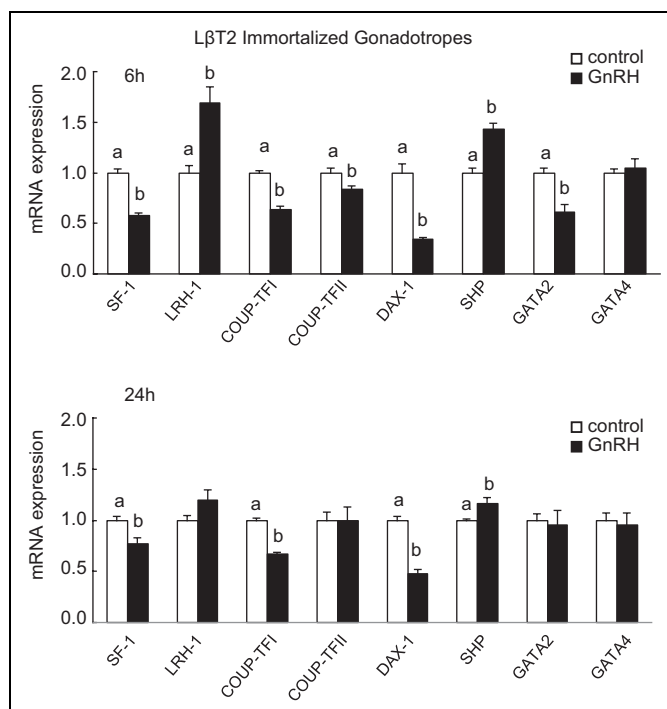 LβT2 Immortalized Gonadotropes
6h
control
GnRH
mRNA expression
2.0
1.5
1.0
0.5
0.0
a b a b a b a b a b a b a b
SF-1 LRH-1 COUP-TFI COUP-TFII DAX-1 SHP GATA2 GATA4
24h
control
GnRH
mRNA expression
2.0
1.5
1.0
0.5
0.0
a b a b a b a b
SF-1 LRH-1 COUP-TFI COUP-TFII DAX-1 SHP GATA2 GATA4